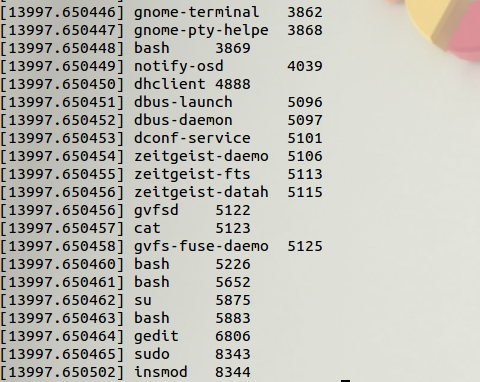 [13997.650446] gnome-terminal 3862
[13997.650447] gnome-pty-helpe 3868
[13997.650448] bash 3869
[13997.650449] notify-osd 4039
[13997.650450] dhclient 4888
[13997.650451] dbus-launch 5096
[13997.650452] dbus-daemon 5097
[13997.650453] dconf-service 5101
[13997.650454] zeitgeist-daemo 5106
[13997.650455] zeitgeist-fts 5113
[13997.650456] zeitgeist-datah 5115
[13997.650456] gvfsd 5122
[13997.650457] cat 5123
[13997.650458] gvfs-fuse-daemo 5125
[13997.650460] bash 5226
[13997.650461] bash 5652
[13997.650462] su 5875
[13997.650463] bash 5883
[13997.650464] gedit 6806
[13997.650465] sudo 8343
[13997.650502] insmod 8344